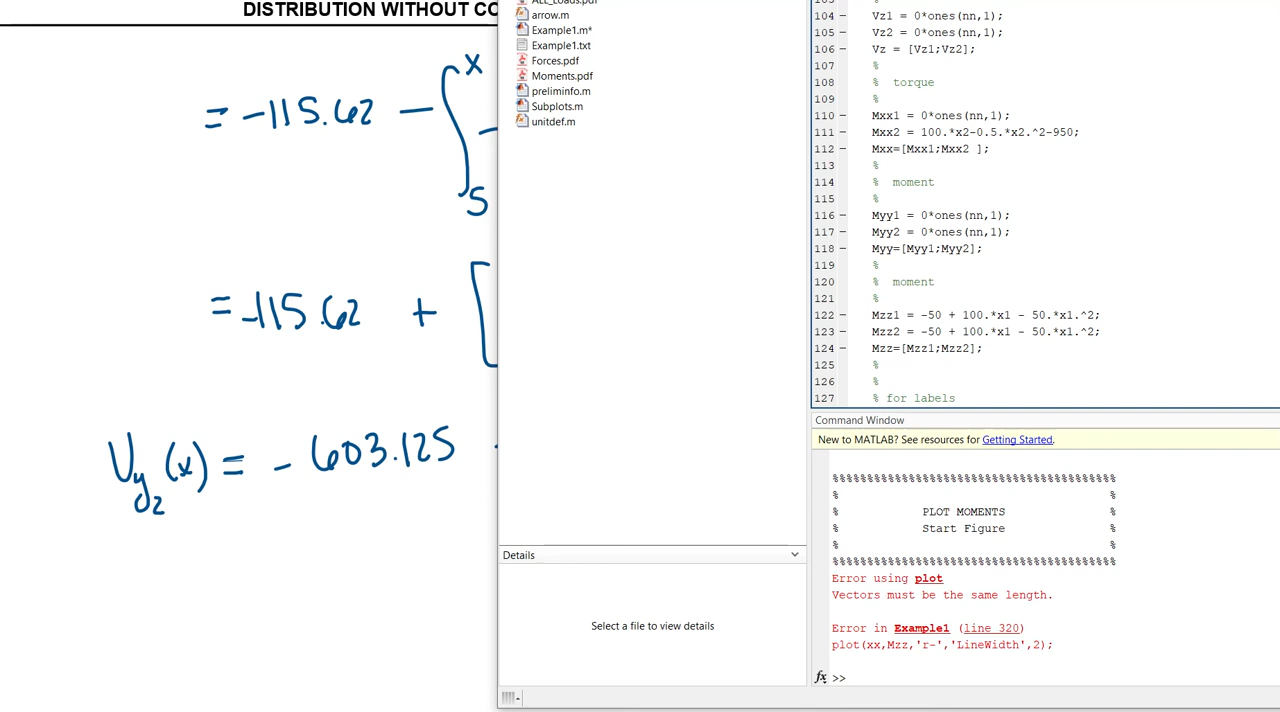 DISTRIBUTION WITHOUT CO
= -115.62 - ∫ x
5
= -115.62 + [
Vy02(x) = - 603.125 -
arrow.m
Example1.m*
Example1.txt
Forces.pdf
Moments.pdf
preliminfo.m
Subplots.m
unitdef.m
Details
Select a file to view details
104 - Vz1 = 0*ones(nn,1);
105 - Vz2 = 0*ones(nn,1);
106 - Vz = [Vz1;Vz2];
107 %
108 % torque
109 %
110 - Mxx1 = 0*ones(nn,1);
111 - Mxx2 = 100.*x2-0.5.*x2.^2-950;
112 - Mxx=[Mxx1;Mxx2 ];
113 %
114 % moment
115 %
116 - Myy1 = 0*ones(nn,1);
117 - Myy2 = 0*ones(nn,1);
118 - Myy=[Myy1;Myy2];
119 %
120 % moment
121 %
122 - Mzz1 = -50 + 100.*x1 - 50.*x1.^2;
123 - Mzz2 = -50 + 100.*x1 - 50.*x1.^2;
124 - Mzz=[Mzz1;Mzz2];
125 %
126 %
127 % for labels
Command Window
New to MATLAB? See resources for Getting Started.
%%%%%%%%%%%%%%%%%%%%%%%%%%%%%%%%%%%%%%%%%
% %
% PLOT MOMENTS %
% Start Figure %
% %
%%%%%%%%%%%%%%%%%%%%%%%%%%%%%%%%%%%%%%%%%
Error using plot
Vectors must be the same length.
Error in Example1 (line 320)
plot(xx,Mzz,'r-','LineWidth',2);
fx >>